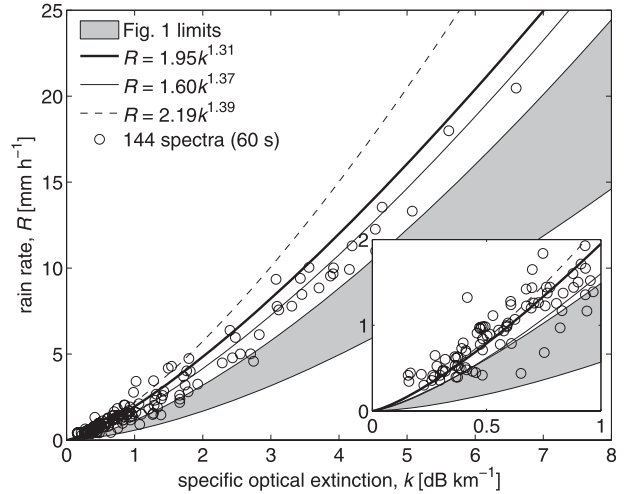 25
20
15
10
5
0
rain rate, R [mm h⁻¹]
Fig. 1 limits
R = 1.95k^1.31
R = 1.60k^1.37
R = 2.19k^1.39
144 spectra (60 s)
2
1
0
0 0.5 1
0 1 2 3 4 5 6 7 8
specific optical extinction, k [dB km⁻¹]